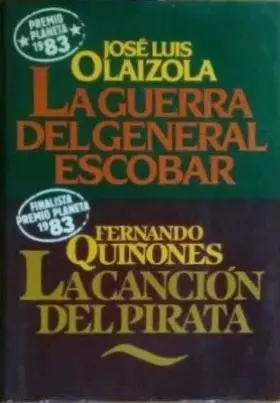 PREMIO
PLANETA
1983
JOSÉ LUIS
OLAIZOLA
LA GUERRA
DEL GENERAL
ESCOBAR
FINALISTA
PREMIO PLANETA
1983
FERNANDO
QUIÑONES
LA CANCIÓN
DEL PIRATA